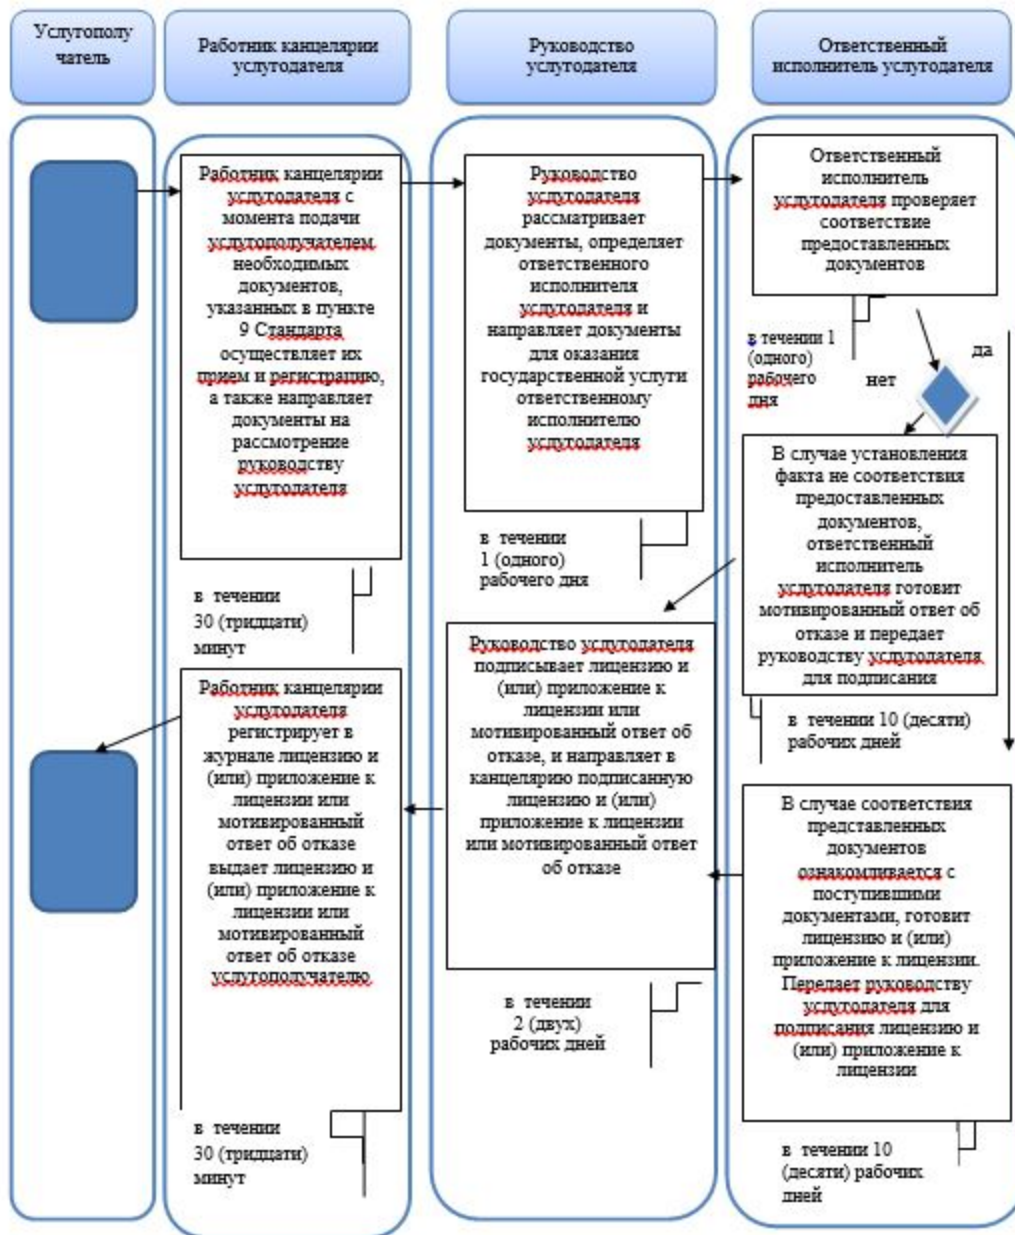 Услугополу
чатель
Работник канцелярии
услугодателя
Руководство
услугодателя
Ответственный
исполнитель услугодателя
Работник канцелярии
услугодателя с
момента подачи
услугополучателем
необходимых
документов,
указанных в пункте
9 Стандарта
осуществляет их
прием и регистрацию,
а также направляет
документы на
рассмотрение
руководству
услугодателя
в течении
30 (тридцати)
минут
Руководство
услугодателя
рассматривает
документы, определяет
ответственного
исполнителя
услугодателя и
направляет документы
для оказания
государственной услуги
ответственному
исполнителю
услугодателя
в течении
1 (одного)
рабочего дня
Ответственный
исполнитель
услугодателя проверяет
соответствие
предоставленных
документов
в течении 1
(одного)
рабочего
дня
нет
да
В случае установления
факта не соответствия
предоставленных
документов,
ответственный
исполнитель
услугодателя готовит
мотивированный ответ об
отказе и передает
руководству услугодателя
для подписания
в течении 10 (десяти)
рабочих дней
В случае соответствия
представленных
документов
ознакомливается с
поступившими
документами, готовит
лицензию и (или)
приложение к лицензии.
Передает руководству
услугодателя для
подписания лицензию и
(или) приложение к
лицензии
в течении 10
(десяти) рабочих
дней
Руководство услугодателя
подписывает лицензию и
(или) приложение к
лицензии или
мотивированный ответ об
отказе, и направляет в
канцелярию подписанную
лицензию и (или)
приложение к лицензии
или мотивированный ответ
об отказе
в течении
2 (двух)
рабочих дней
Работник канцелярии
услугодателя
регистрирует в
журнале лицензию и
(или) приложение к
лицензии или
мотивированный
ответ об отказе
выдает лицензию и
(или) приложение к
лицензии или
мотивированный
ответ об отказе
услугополучателю
в течении
30 (тридцати)
минут